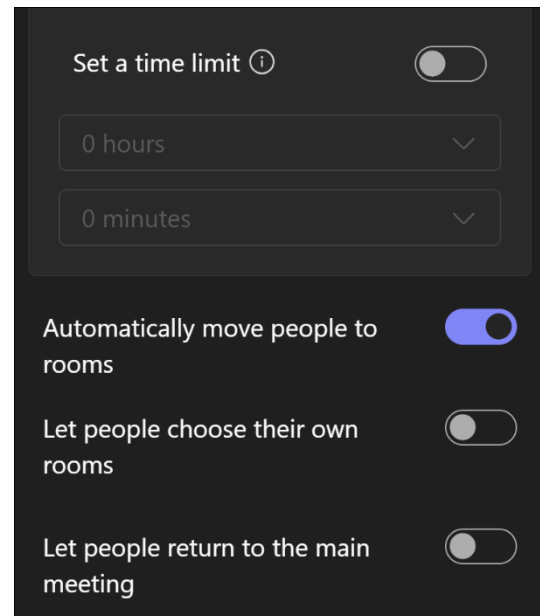 Set a time limit
0 hours
0 minutes
Automatically move people to
rooms
Let people choose their own
rooms
Let people return to the main
meeting